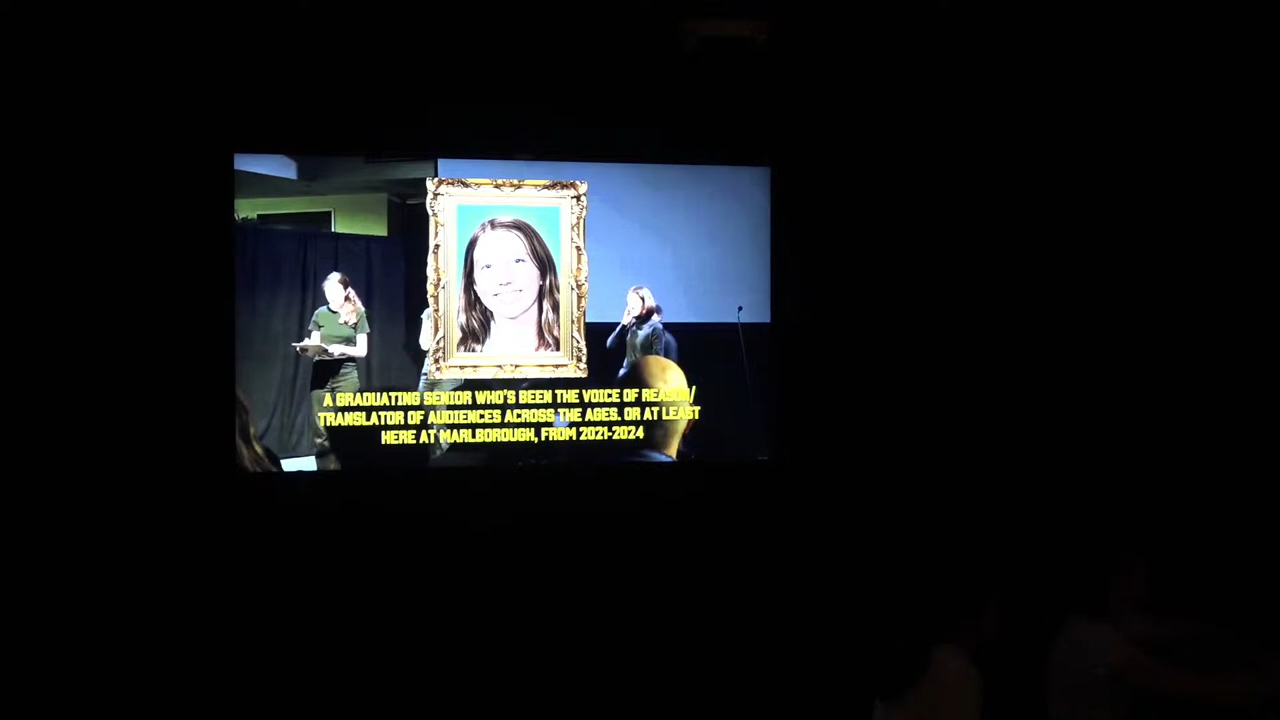 A GRADUATING SENIOR WHO'S BEEN THE VOICE OF REASON/
TRANSLATOR OF AUDIENCES ACROSS THE AGES. OR AT LEAST
HERE AT MARLBOROUGH, FROM 2021-2024